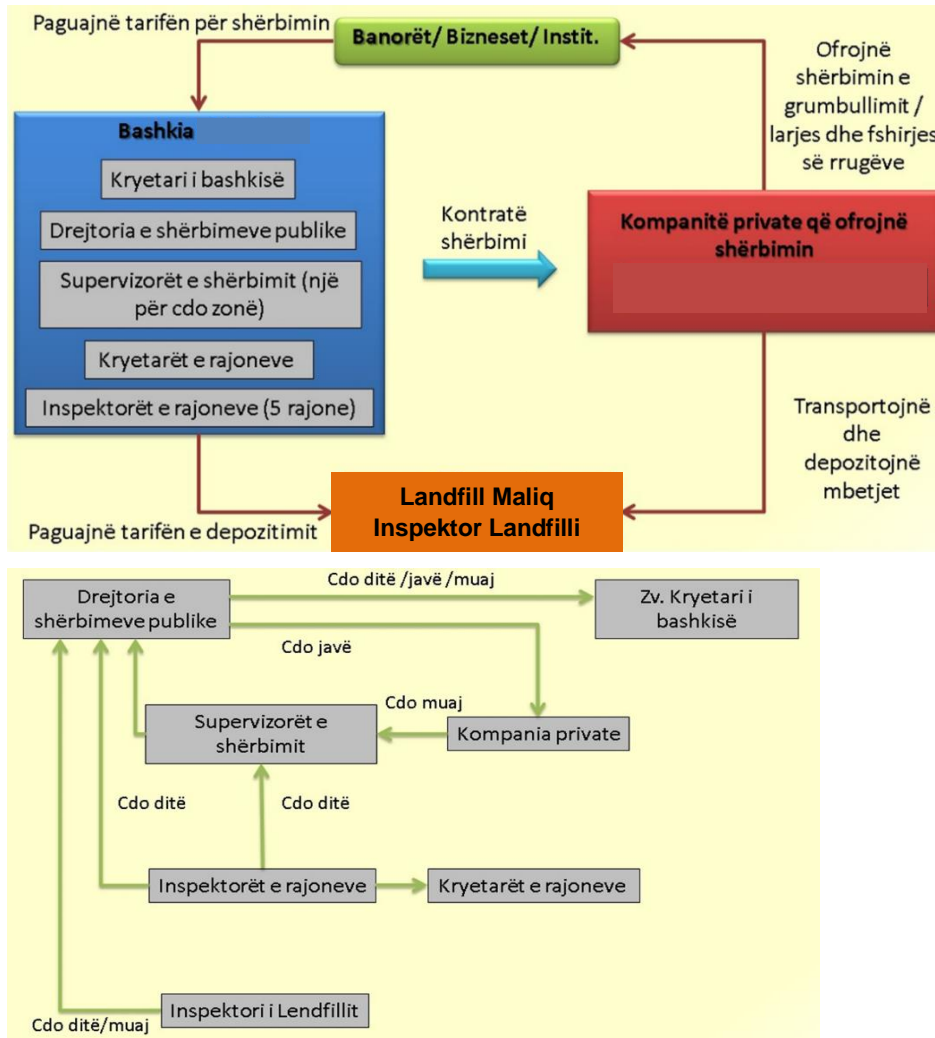 Paguajnë tarifën për shërbimin
Banorët/ Bizneset/ Instit.
Ofrojnë
shërbimin e
grumbullimit /
larjes dhe fshirjes
së rrugëve
Bashkia
Kryetari i bashkisë
Drejtoria e shërbimeve publike
Supervizorët e shërbimit (një
për cdo zonë)
Kryetarët e rajoneve
Inspektorët e rajoneve (5 rajone)
Kontratë
shërbimi
Kompanitë private që ofrojnë
shërbimin
Transportojnë
dhe
depozitojnë
mbetjet
Landfill Maliq
Inspektor Landfilli
Paguajnë tarifën e depozitimit
Drejtoria e
shërbimeve publike
Cdo ditë /javë /muaj
Zv. Kryetari i
bashkisë
Cdo javë
Supervizorët e
shërbimit
Cdo muaj
Kompania private
Cdo ditë
Cdo ditë
Inspektorët e rajoneve
Kryetarët e rajoneve
Inspektori i Lendfillit
Cdo ditë/muaj